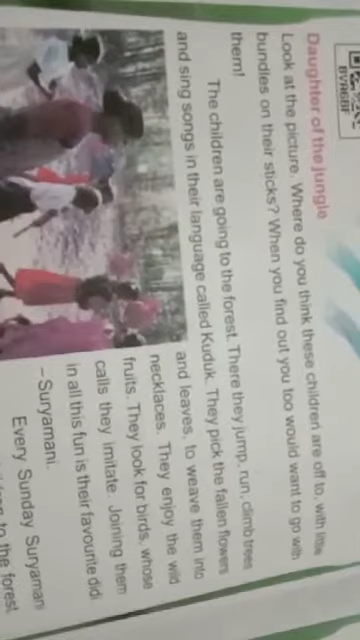 BVAG8F
Daughter of the jungle
Look at the picture. Where do you think these children are off to, with little
bundles on their sticks? When you find out you too would want to go with
them!
The children are going to the forest. There they jump, run, climb trees
and sing songs in their language called Kuduk. They pick the fallen flowers
and leaves, to weave them into
necklaces. They enjoy the wild
fruits. They look for birds, whose
calls they imitate. Joining them
in all this fun is their favourite didi
–Suryamani.
Every Sunday Suryamani
to the forest